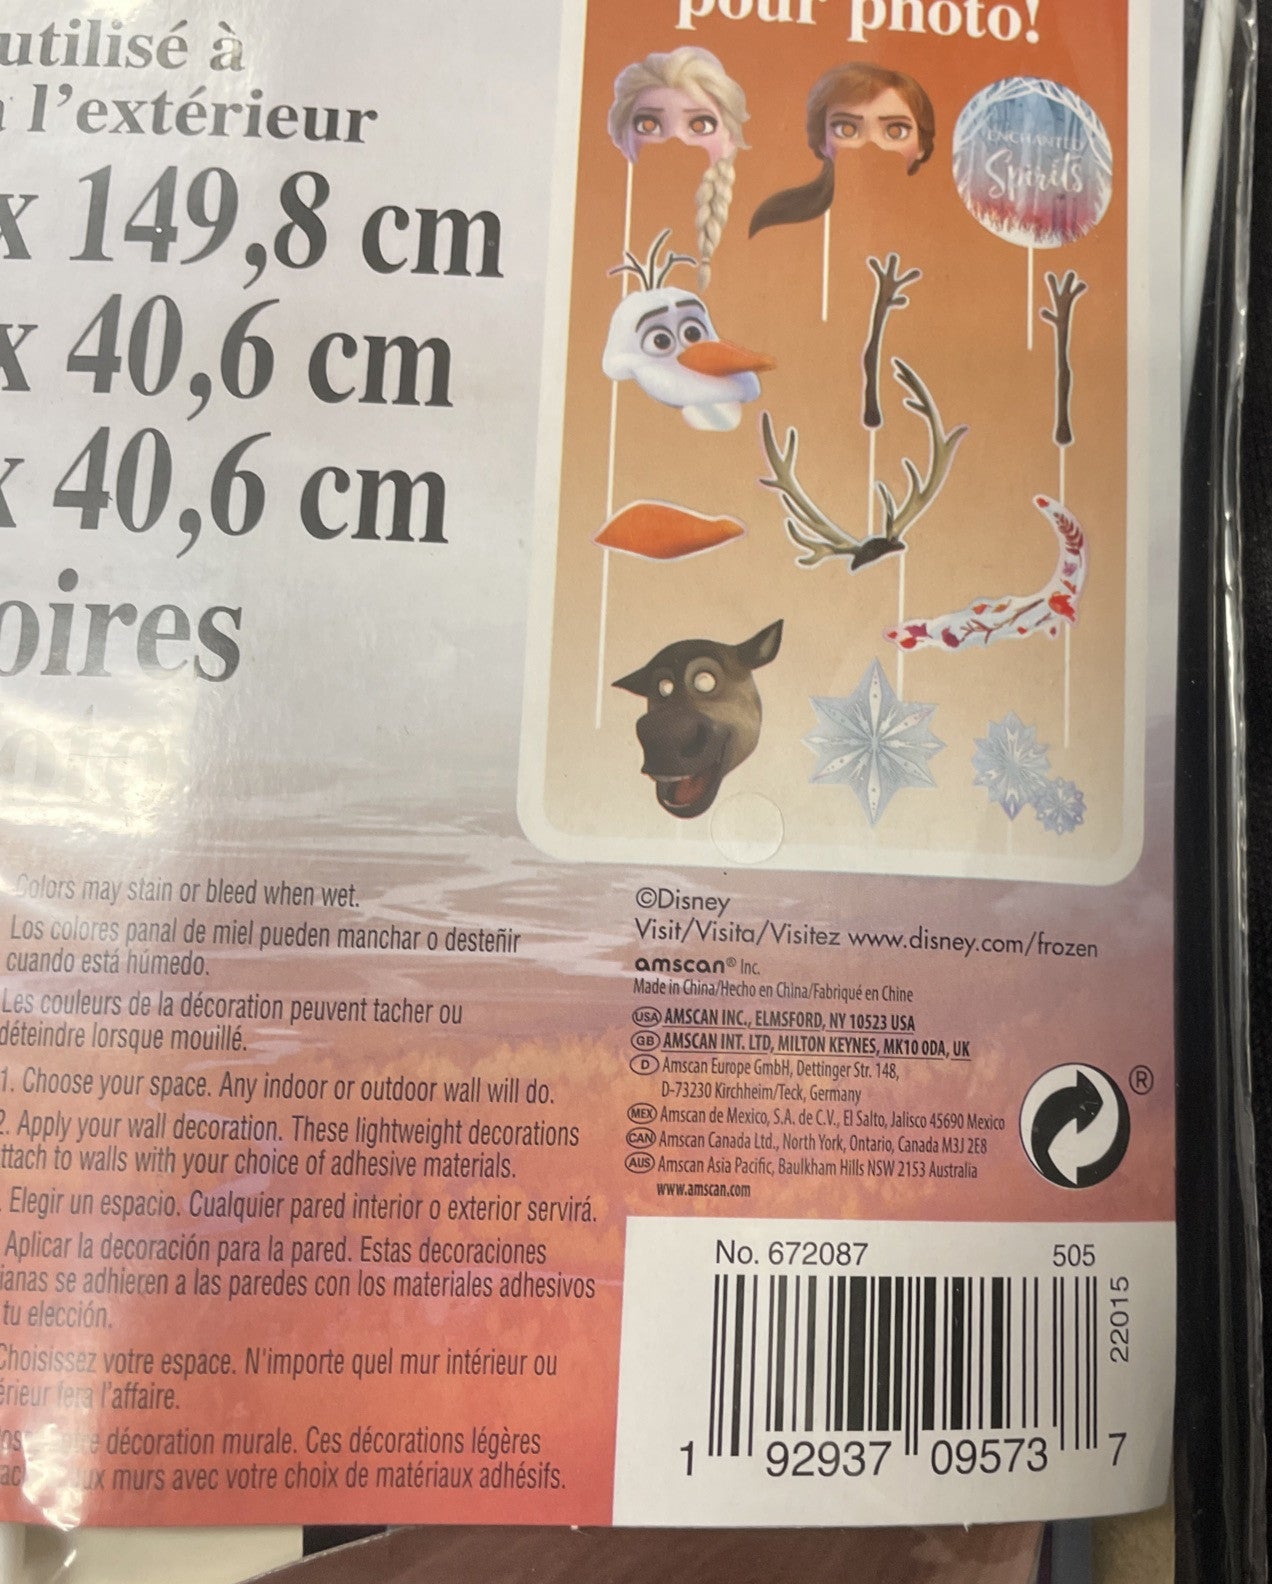 pour photo!
utilisé à
l'extérieur
x 149,8 cm
x 40,6 cm
x 40,6 cm
oires
ENCHANTED
Spirits
Colors may stain or bleed when wet.
Los colores panal de miel pueden manchar o desteñir
cuando está húmedo.
Les couleurs de la décoration peuvent tacher ou
déteindre lorsque mouillé.
1. Choose your space. Any indoor or outdoor wall will do.
2. Apply your wall decoration. These lightweight decorations
ttach to walls with your choice of adhesive materials.
. Elegir un espacio. Cualquier pared interior o exterior servirá.
Aplicar la decoración para la pared. Estas decoraciones
ianas se adhieren a las paredes con los materiales adhesivos
tu elección.
Choisissez votre espace. N'importe quel mur intérieur ou
érieur fera l'affaire.
décoration murale. Ces décorations légères
ux murs avec votre choix de matériaux adhésifs.
©Disney
Visit/Visita/Visitez www.disney.com/frozen
amscan® Inc.
Made in China/Hecho en China/Fabriqué en Chine
USA AMSCAN INC., ELMSFORD, NY 10523 USA
GB AMSCAN INT. LTD, MILTON KEYNES, MK10 0DA, UK
D Amscan Europe GmbH, Dettinger Str. 148,
D-73230 Kirchheim/Teck, Germany
MEX Amscan de Mexico, S.A. de C.V., El Salto, Jalisco 45690 Mexico
CAN Amscan Canada Ltd., North York, Ontario, Canada M3J 2E8
AUS Amscan Asia Pacific, Baulkham Hills NSW 2153 Australia
www.amscan.com
®
No. 672087 505
22015
1 92937 09573 7